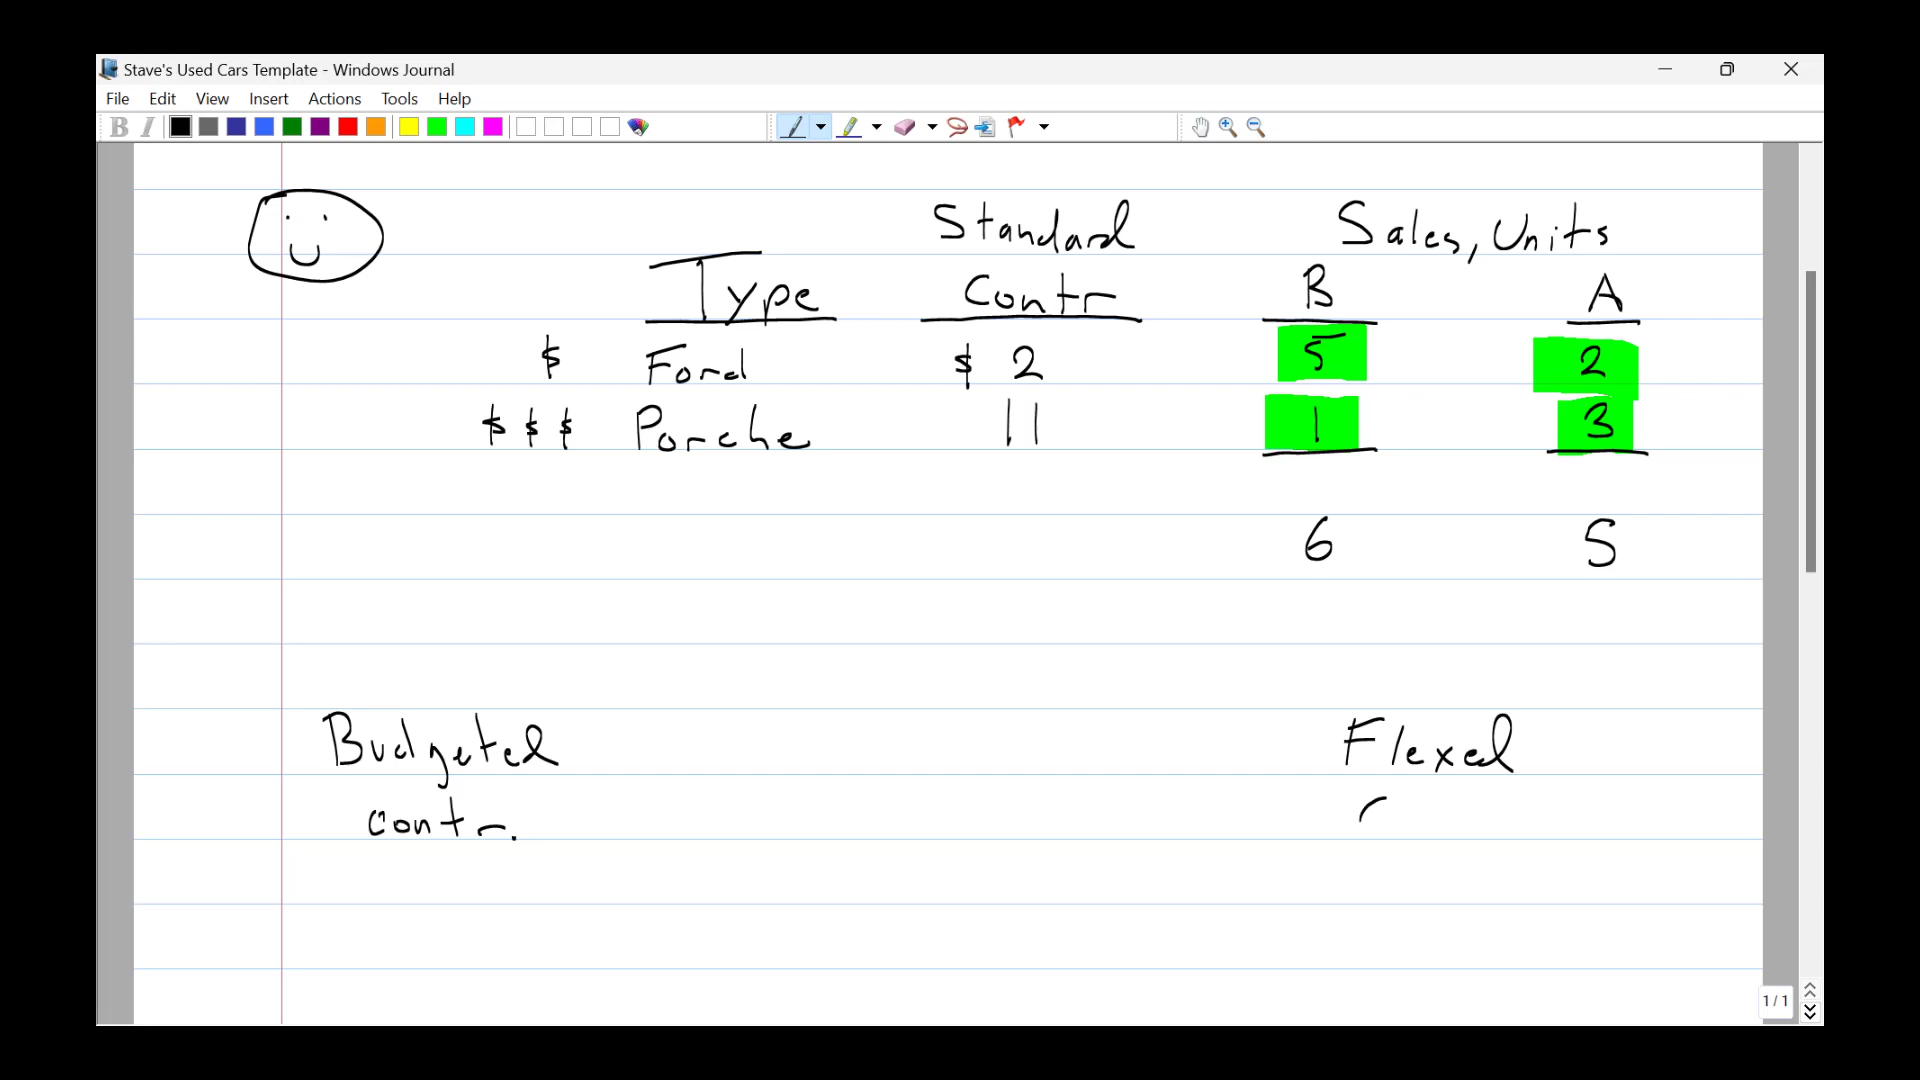 Stave's Used Cars Template - Windows Journal
File Edit View Insert Actions Tools Help
B I
Standard Sales, Units
Type Contr B A
$ Ford $ 2 5 2
$ $ $ Porche 11 1 3
6 5
Budgeted Flexed
contr. (
1 / 1